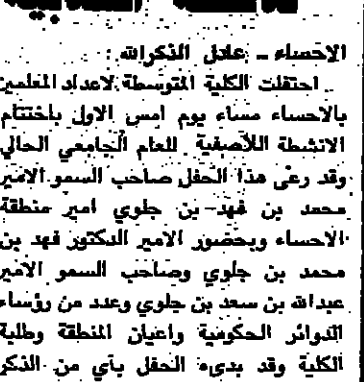 الاحساء - عادل الذكرالله :
.. احتفلت الكلية المتوسطة لاعداد المعلمين
بالاحساء مساء يوم امس الاول باختتام
الانشطة اللاصفية للعام الجامعي الحالي
وقد رعى هذا الحفل صاحب السمو الامير
محمد بن فهد بن جلوي امير منطقة
الاحساء وبحضور الامير الدكتور فهد بن
محمد بن جلوي وصاحب السمو الامير
عبدالله بن سعد بن جلوي وعدد من رؤساء
الدوائر الحكومية واعيان المنطقة وطلبة
الكلية وقد بدىء الحفل بآي من الذكر